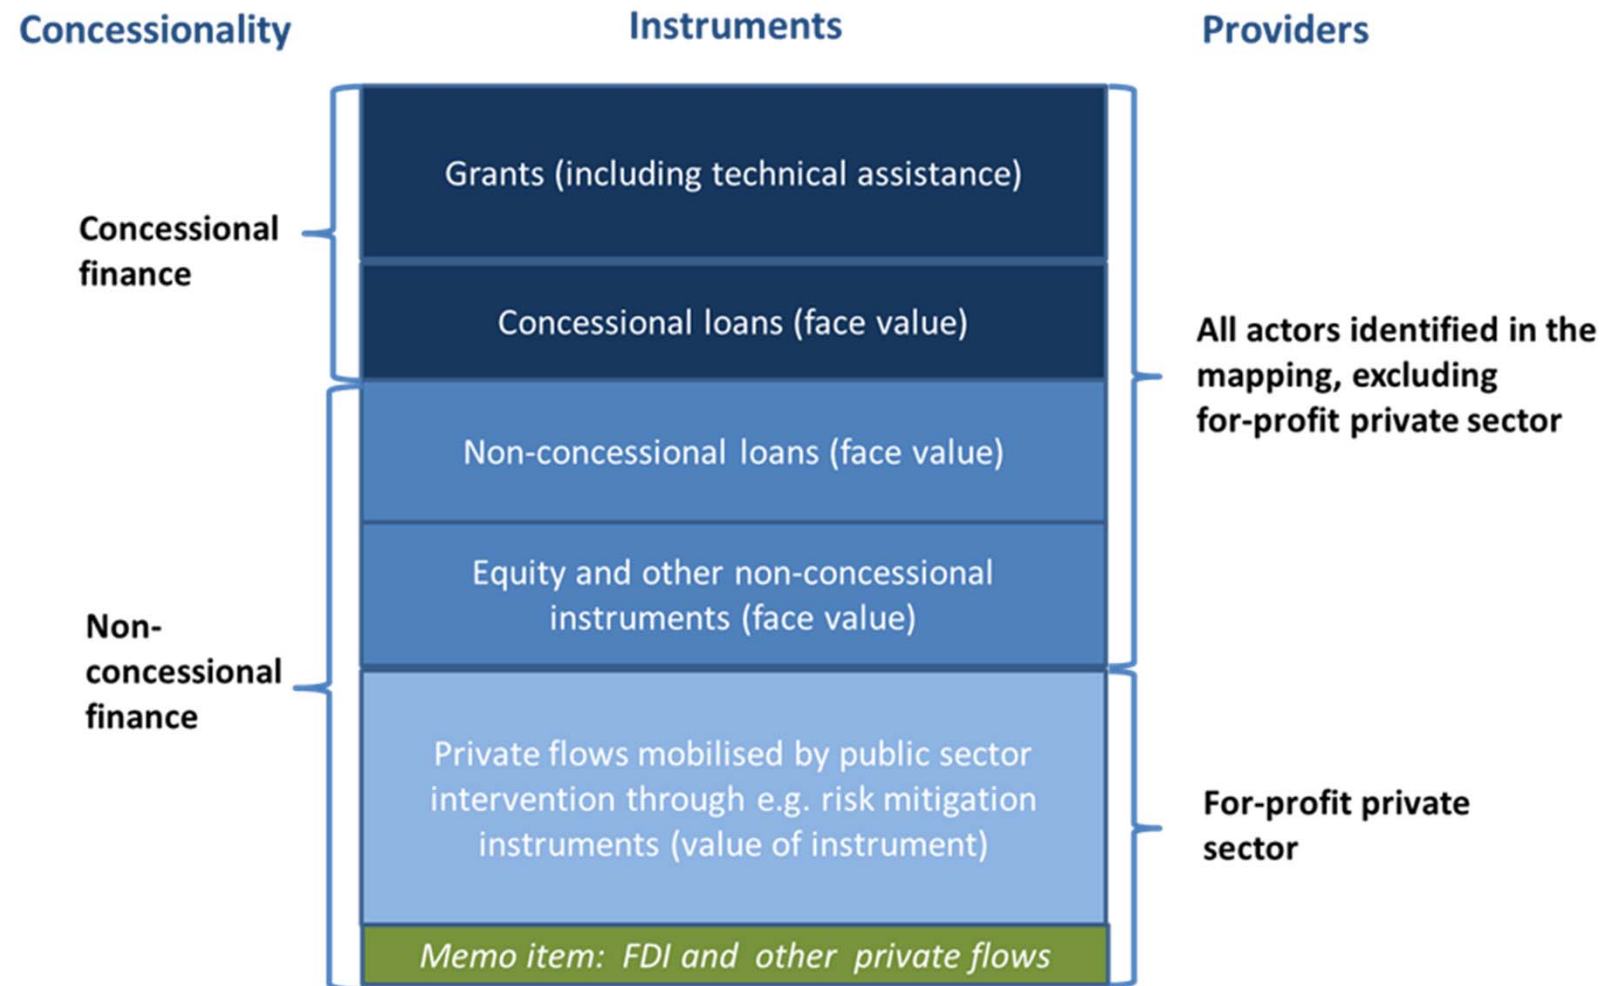 Concessionality
Instruments
Providers
Grants (including technical assistance)
Concessional
finance
Concessional loans (face value)
All actors identified in the
mapping, excluding
for-profit private sector
Non-concessional loans (face value)
Equity and other non-concessional
instruments (face value)
Non-
concessional
finance
Private flows mobilised by public sector
intervention through e.g. risk mitigation
instruments (value of instrument)
For-profit private
sector
Memo item: FDI and other private flows